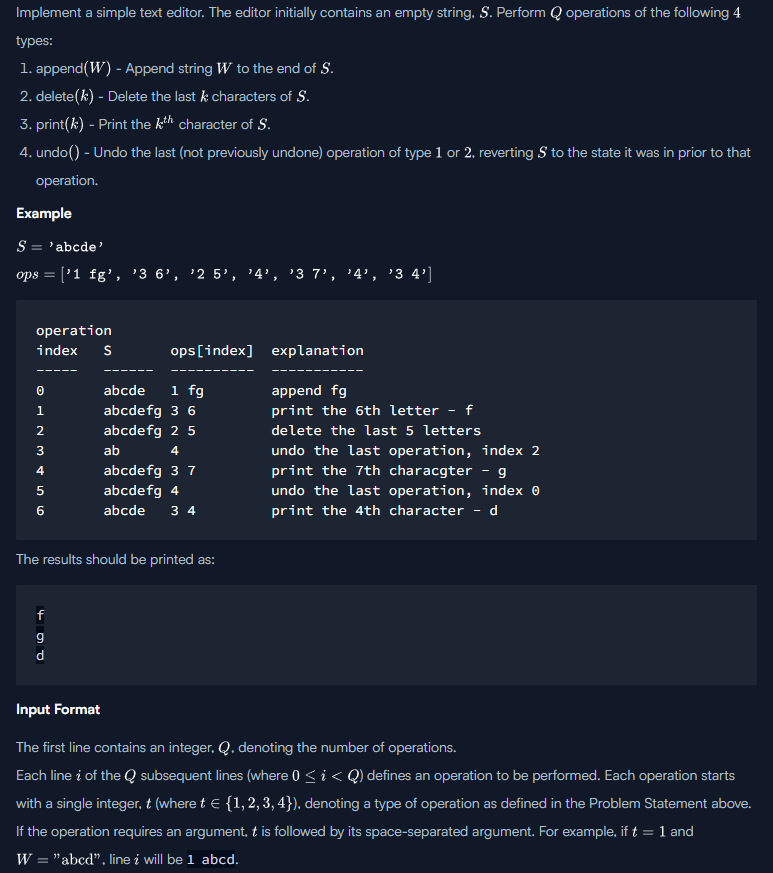 Implement a simple text editor. The editor initially contains an empty string, S. Perform Q operations of the following 4
types:
1. append(W) - Append string W to the end of S.
2. delete(k) - Delete the last k characters of S.
3. print(k) - Print the kth character of S.
4. undo() - Undo the last (not previously undone) operation of type 1 or 2, reverting S to the state it was in prior to that
operation.
Example
S = 'abcde'
ops = ['1 fg', '3 6', '2 5', '4', '3 7', '4', '3 4']
operation
index   S       ops[index]  explanation
-----   ------  ----------  -----------
0       abcde   1 fg        append fg
1       abcdefg 3 6         print the 6th letter - f
2       abcdefg 2 5         delete the last 5 letters
3       ab      4           undo the last operation, index 2
4       abcdefg 3 7         print the 7th characgter - g
5       abcdefg 4           undo the last operation, index 0
6       abcde   3 4         print the 4th character - d
The results should be printed as:
f
g
d
Input Format
The first line contains an integer, Q, denoting the number of operations.
Each line i of the Q subsequent lines (where 0 ≤ i < Q) defines an operation to be performed. Each operation starts
with a single integer, t (where t ∈ {1, 2, 3, 4}), denoting a type of operation as defined in the Problem Statement above.
If the operation requires an argument, t is followed by its space-separated argument. For example, if t = 1 and
W = "abcd", line i will be 1 abcd.